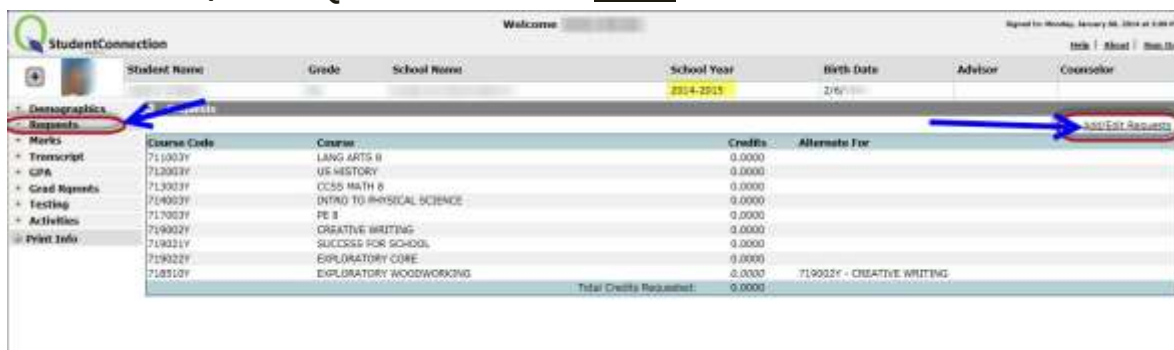 Welcome
StudentConnection
Help | About |
Student Name Grade School Name School Year Birth Date Advisor Counselor
2014-2015 2/6/
Demographics
Requests
Marks
Transcript
GPA
Grad Rqmnts
Testing
Activities
Print Info
Add/Edit Requests
Course Code Course Credits Alternate For
711003Y LANG ARTS 8 0.0000
712003Y US HISTORY 0.0000
713003Y CCSS MATH 8 0.0000
714003Y INTRO TO PHYSICAL SCIENCE 0.0000
717003Y PE 8 0.0000
719002Y CREATIVE WRITING 0.0000
719021Y SUCCESS FOR SCHOOL 0.0000
719022Y EXPLORATORY CORE 0.0000
718510Y EXPLORATORY WOODWORKING 0.0000 719002Y - CREATIVE WRITING
Total Credits Requested: 0.0000